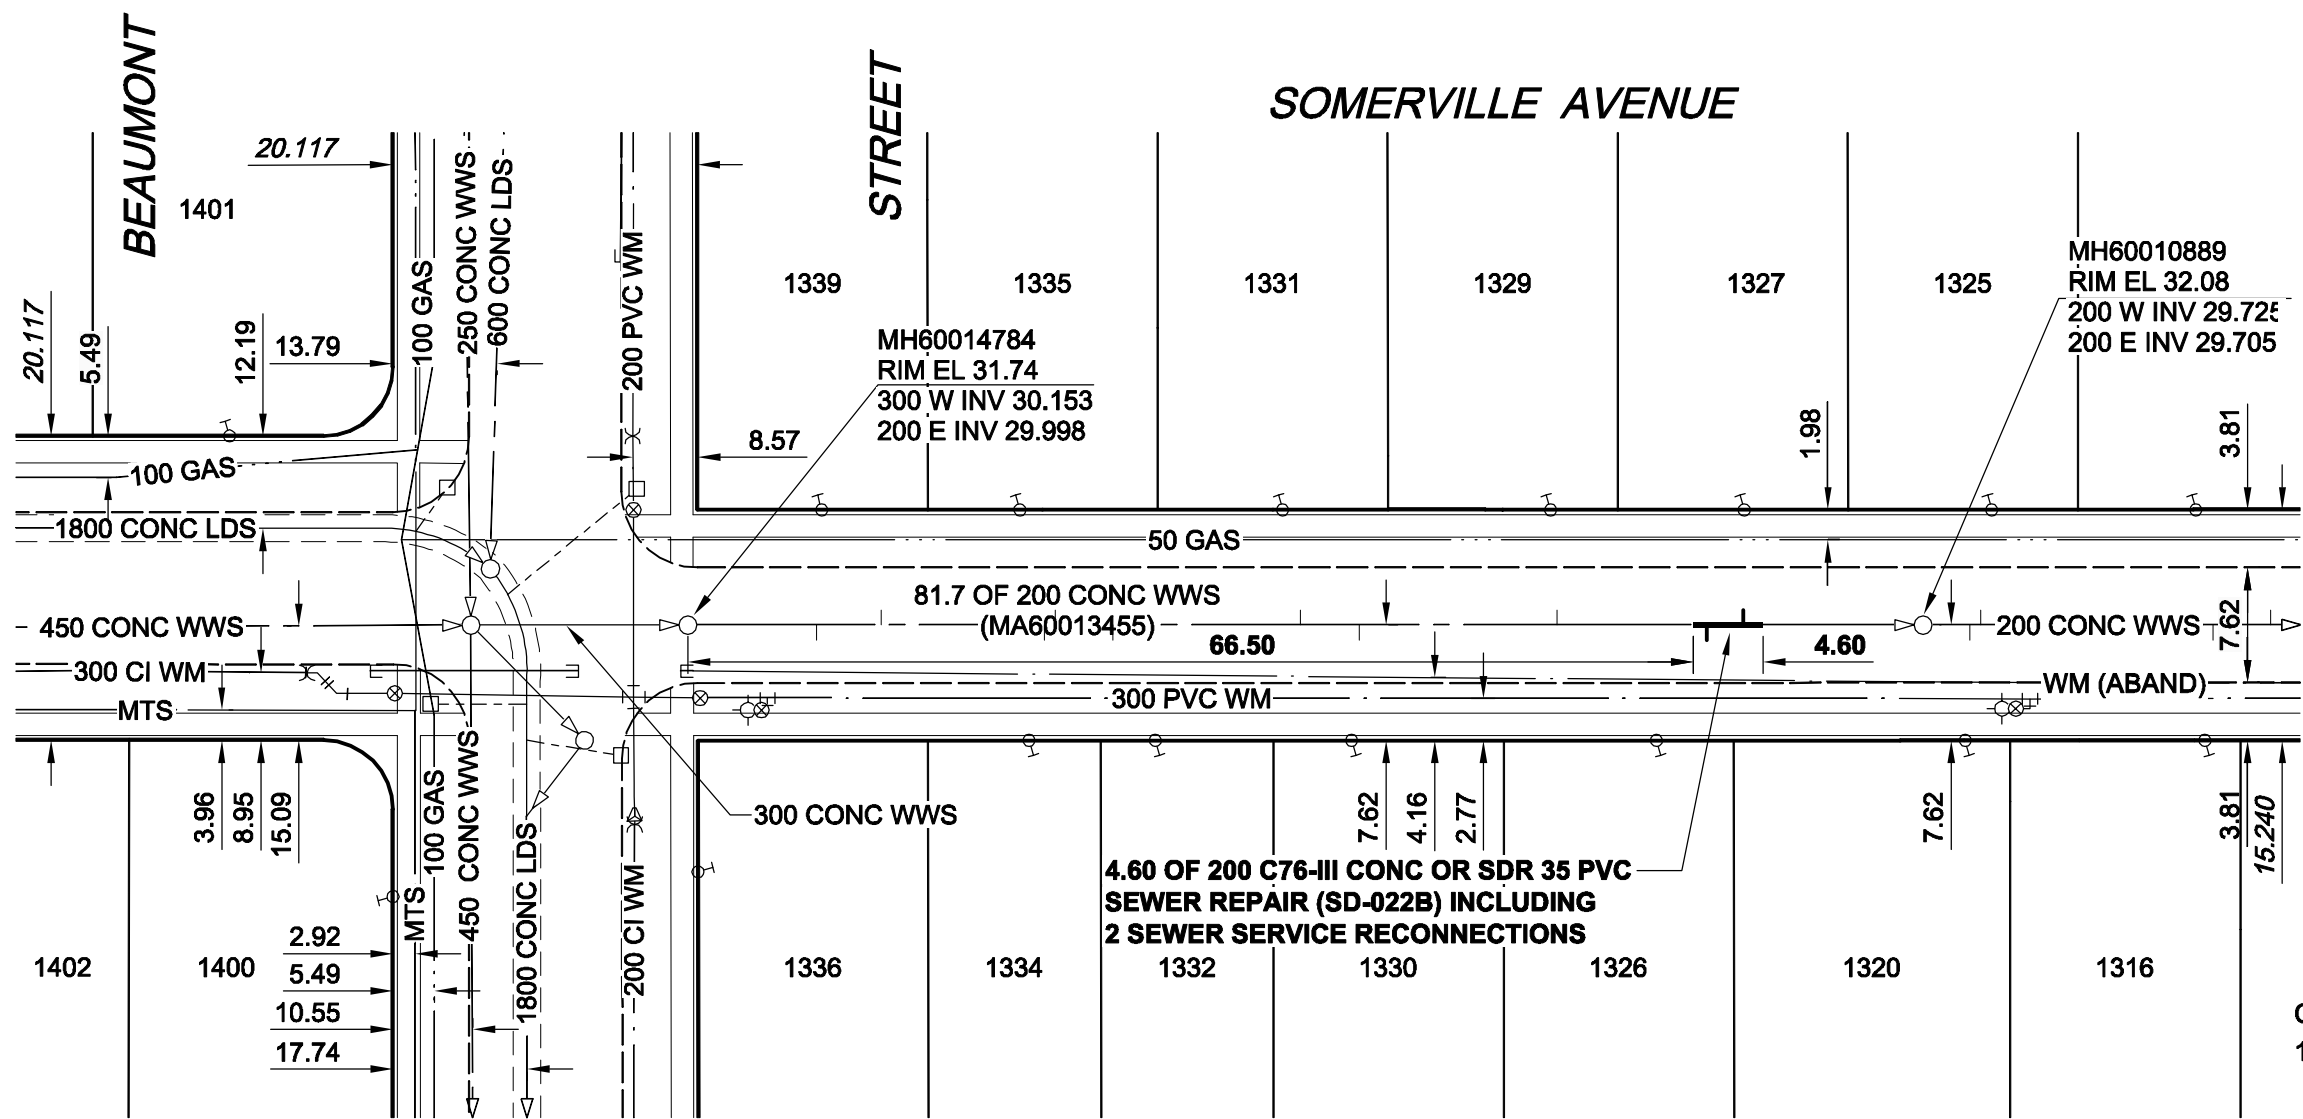 BEAUMONT
STREET
SOMERVILLE AVENUE
20.117
1401
20.117
5.49
12.19
13.79
100 GAS
250 CONC WWS
600 CONC LDS
200 PVC WM
8.57
1339
1335
1331
1329
1327
1325
MH60014784
RIM EL 31.74
300 W INV 30.153
200 E INV 29.998
MH60010889
RIM EL 32.08
200 W INV 29.725
200 E INV 29.705
1.98
3.81
100 GAS
1800 CONC LDS
50 GAS
450 CONC WWS
81.7 OF 200 CONC WWS
(MA60013455)
66.50
4.60
200 CONC WWS
7.62
300 CI WM
MTS
300 PVC WM
WM (ABAND)
3.96
8.95
15.09
100 GAS
MTS
450 CONC WWS
1800 CONC LDS
200 CI WM
300 CONC WWS
7.62
4.16
2.77
7.62
3.81
15.240
4.60 OF 200 C76-III CONC OR SDR 35 PVC
SEWER REPAIR (SD-022B) INCLUDING
2 SEWER SERVICE RECONNECTIONS
2.92
5.49
10.55
17.74
1402
1400
1336
1334
1332
1330
1326
1320
1316